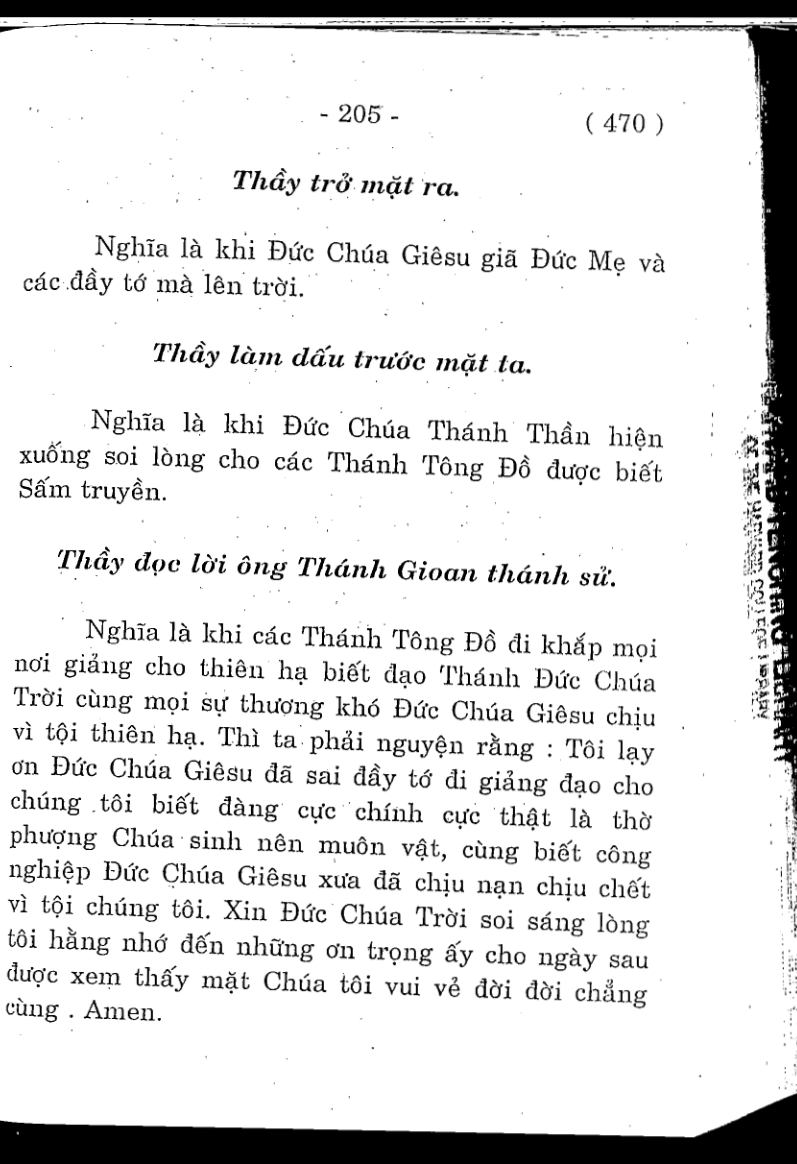 - 205 -
( 470 )
Thầy trở mặt ra.
Nghĩa là khi Đức Chúa Giêsu giã Đức Mẹ và
các đầy tớ mà lên trời.
Thầy làm dấu trước mặt ta.
Nghĩa là khi Đức Chúa Thánh Thần hiện
xuống soi lòng cho các Thánh Tông Đồ được biết
Sấm truyền.
Thầy đọc lời ông Thánh Gioan thánh sử.
Nghĩa là khi các Thánh Tông Đồ đi khắp mọi
nơi giảng cho thiên hạ biết đạo Thánh Đức Chúa
Trời cùng mọi sự thương khó Đức Chúa Giêsu chịu
vì tội thiên hạ. Thì ta phải nguyện rằng : Tôi lạy
ơn Đức Chúa Giêsu đã sai đầy tớ đi giảng đạo cho
chúng tôi biết đàng cực chính cực thật là thờ
phượng Chúa sinh nên muôn vật, cùng biết công
nghiệp Đức Chúa Giêsu xưa đã chịu nạn chịu chết
vì tội chúng tôi. Xin Đức Chúa Trời soi sáng lòng
tôi hằng nhớ đến những ơn trọng ấy cho ngày sau
được xem thấy mặt Chúa tôi vui vẻ đời đời chẳng
cùng . Amen.